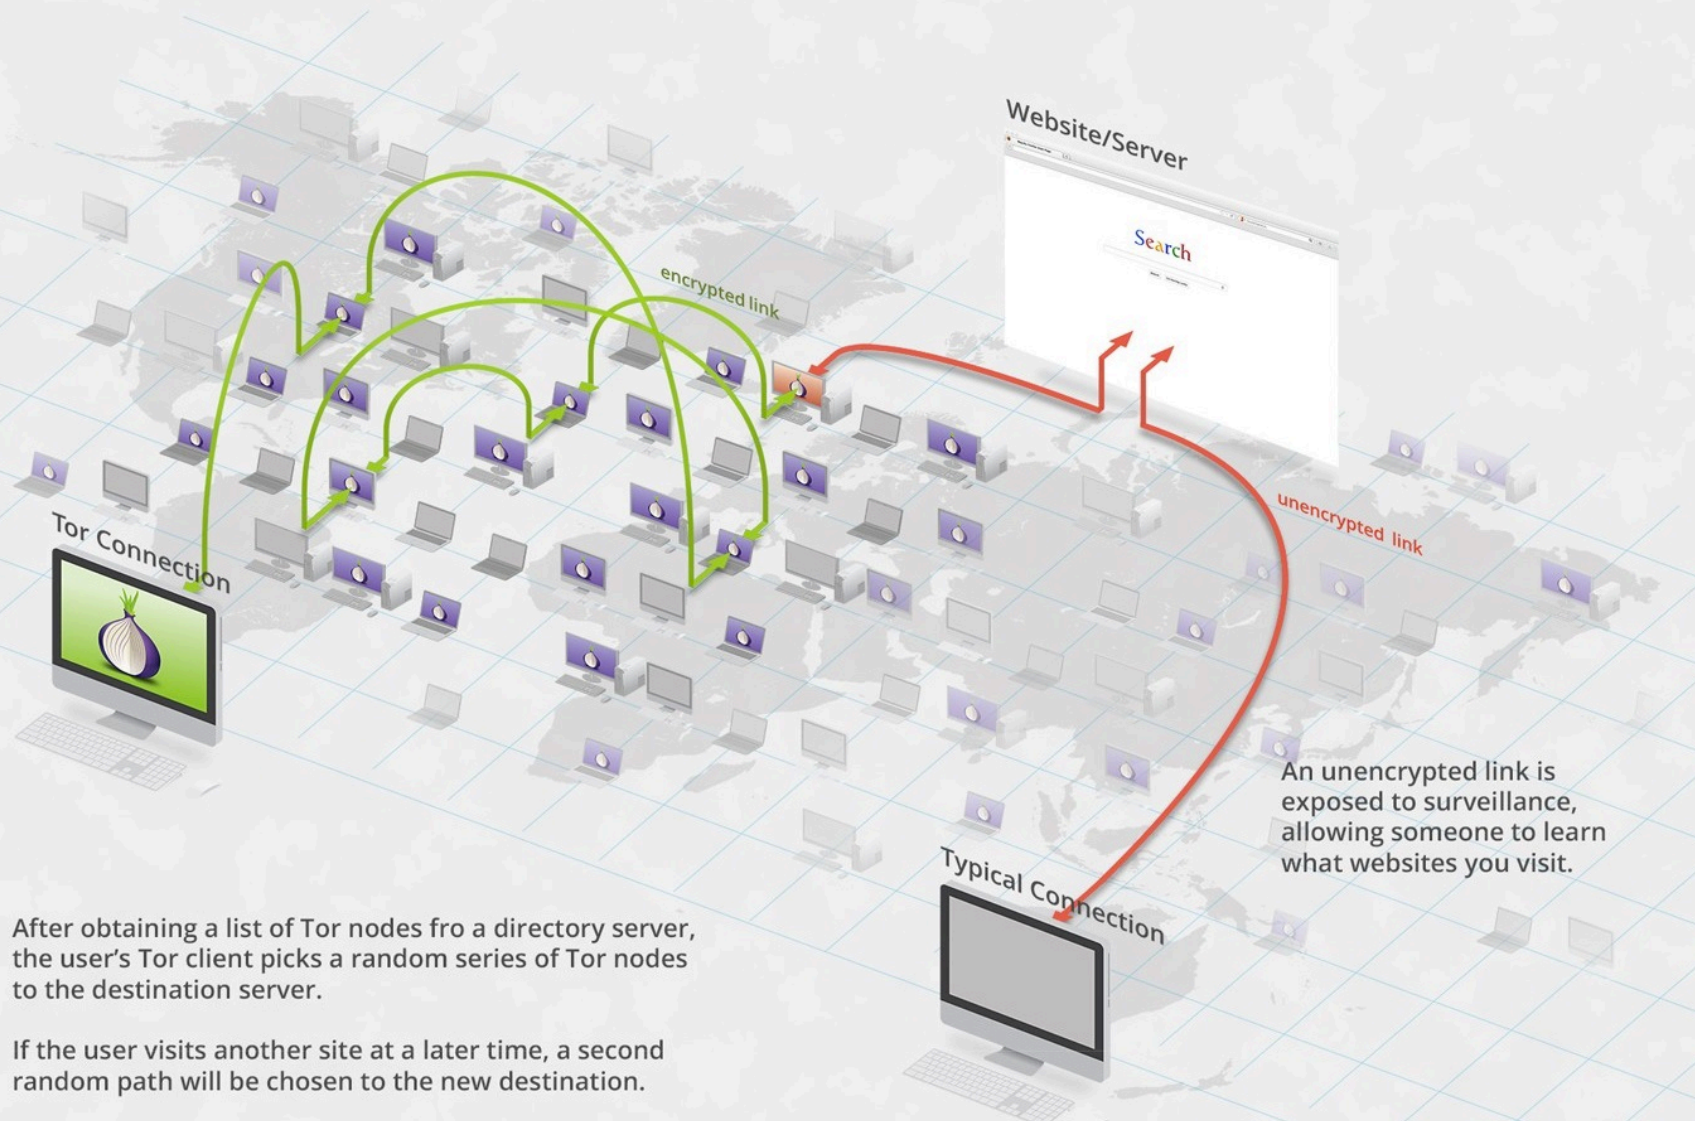 Website/Server
Search
encrypted link
unencrypted link
Tor Connection
An unencrypted link is
exposed to surveillance,
allowing someone to learn
what websites you visit.
Typical Connection
After obtaining a list of Tor nodes fro a directory server,
the user's Tor client picks a random series of Tor nodes
to the destination server.
If the user visits another site at a later time, a second
random path will be chosen to the new destination.